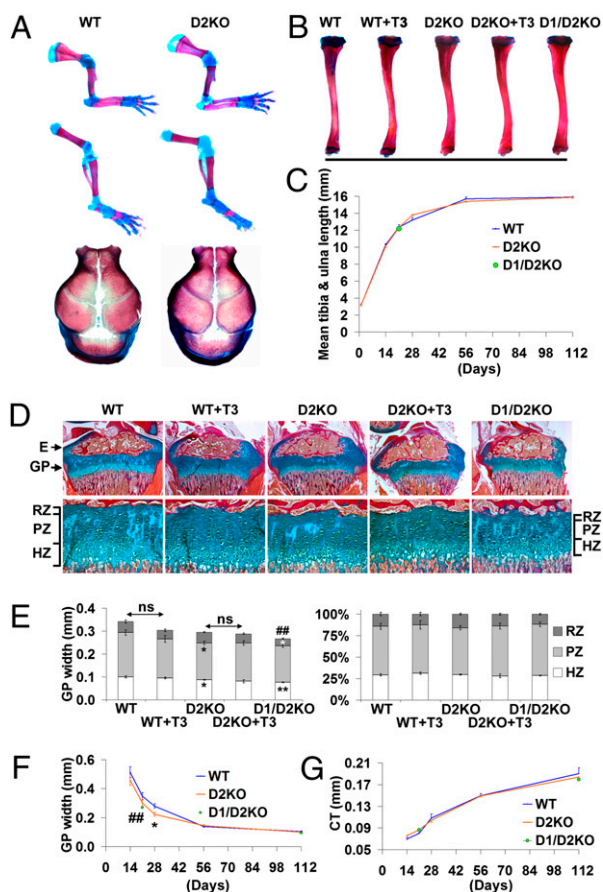 A
WT D2KO
B
WT WT+T3 D2KO D2KO+T3 D1/D2KO
C
Mean tibia & ulna length (mm)
16
14
12
10
8
6
4
2
0
WT
D2KO
D1/D2KO
0 14 28 42 56 70 84 98 112
(Days)
D
WT WT+T3 D2KO D2KO+T3 D1/D2KO
E
GP
RZ
PZ
HZ
RZ
PZ
HZ
E
GP width (mm)
0.4
0.3
0.2
0.1
0.0
ns ns ##
* *
* **
WT D2KO D1/D2KO
WT+T3 D2KO+T3
100%
75%
50%
25%
0%
RZ
PZ
HZ
WT D2KO D1/D2KO
WT+T3 D2KO+T3
F
GP width (mm)
0.6
0.4
0.2
0.0
WT
D2KO
D1/D2KO
## *
0 14 28 42 56 70 84 98 112
(Days)
G
CT (mm)
0.21
0.17
0.13
0.09
0.05
WT
D2KO
D1/D2KO
0 14 28 42 56 70 84 98 112
(Days)